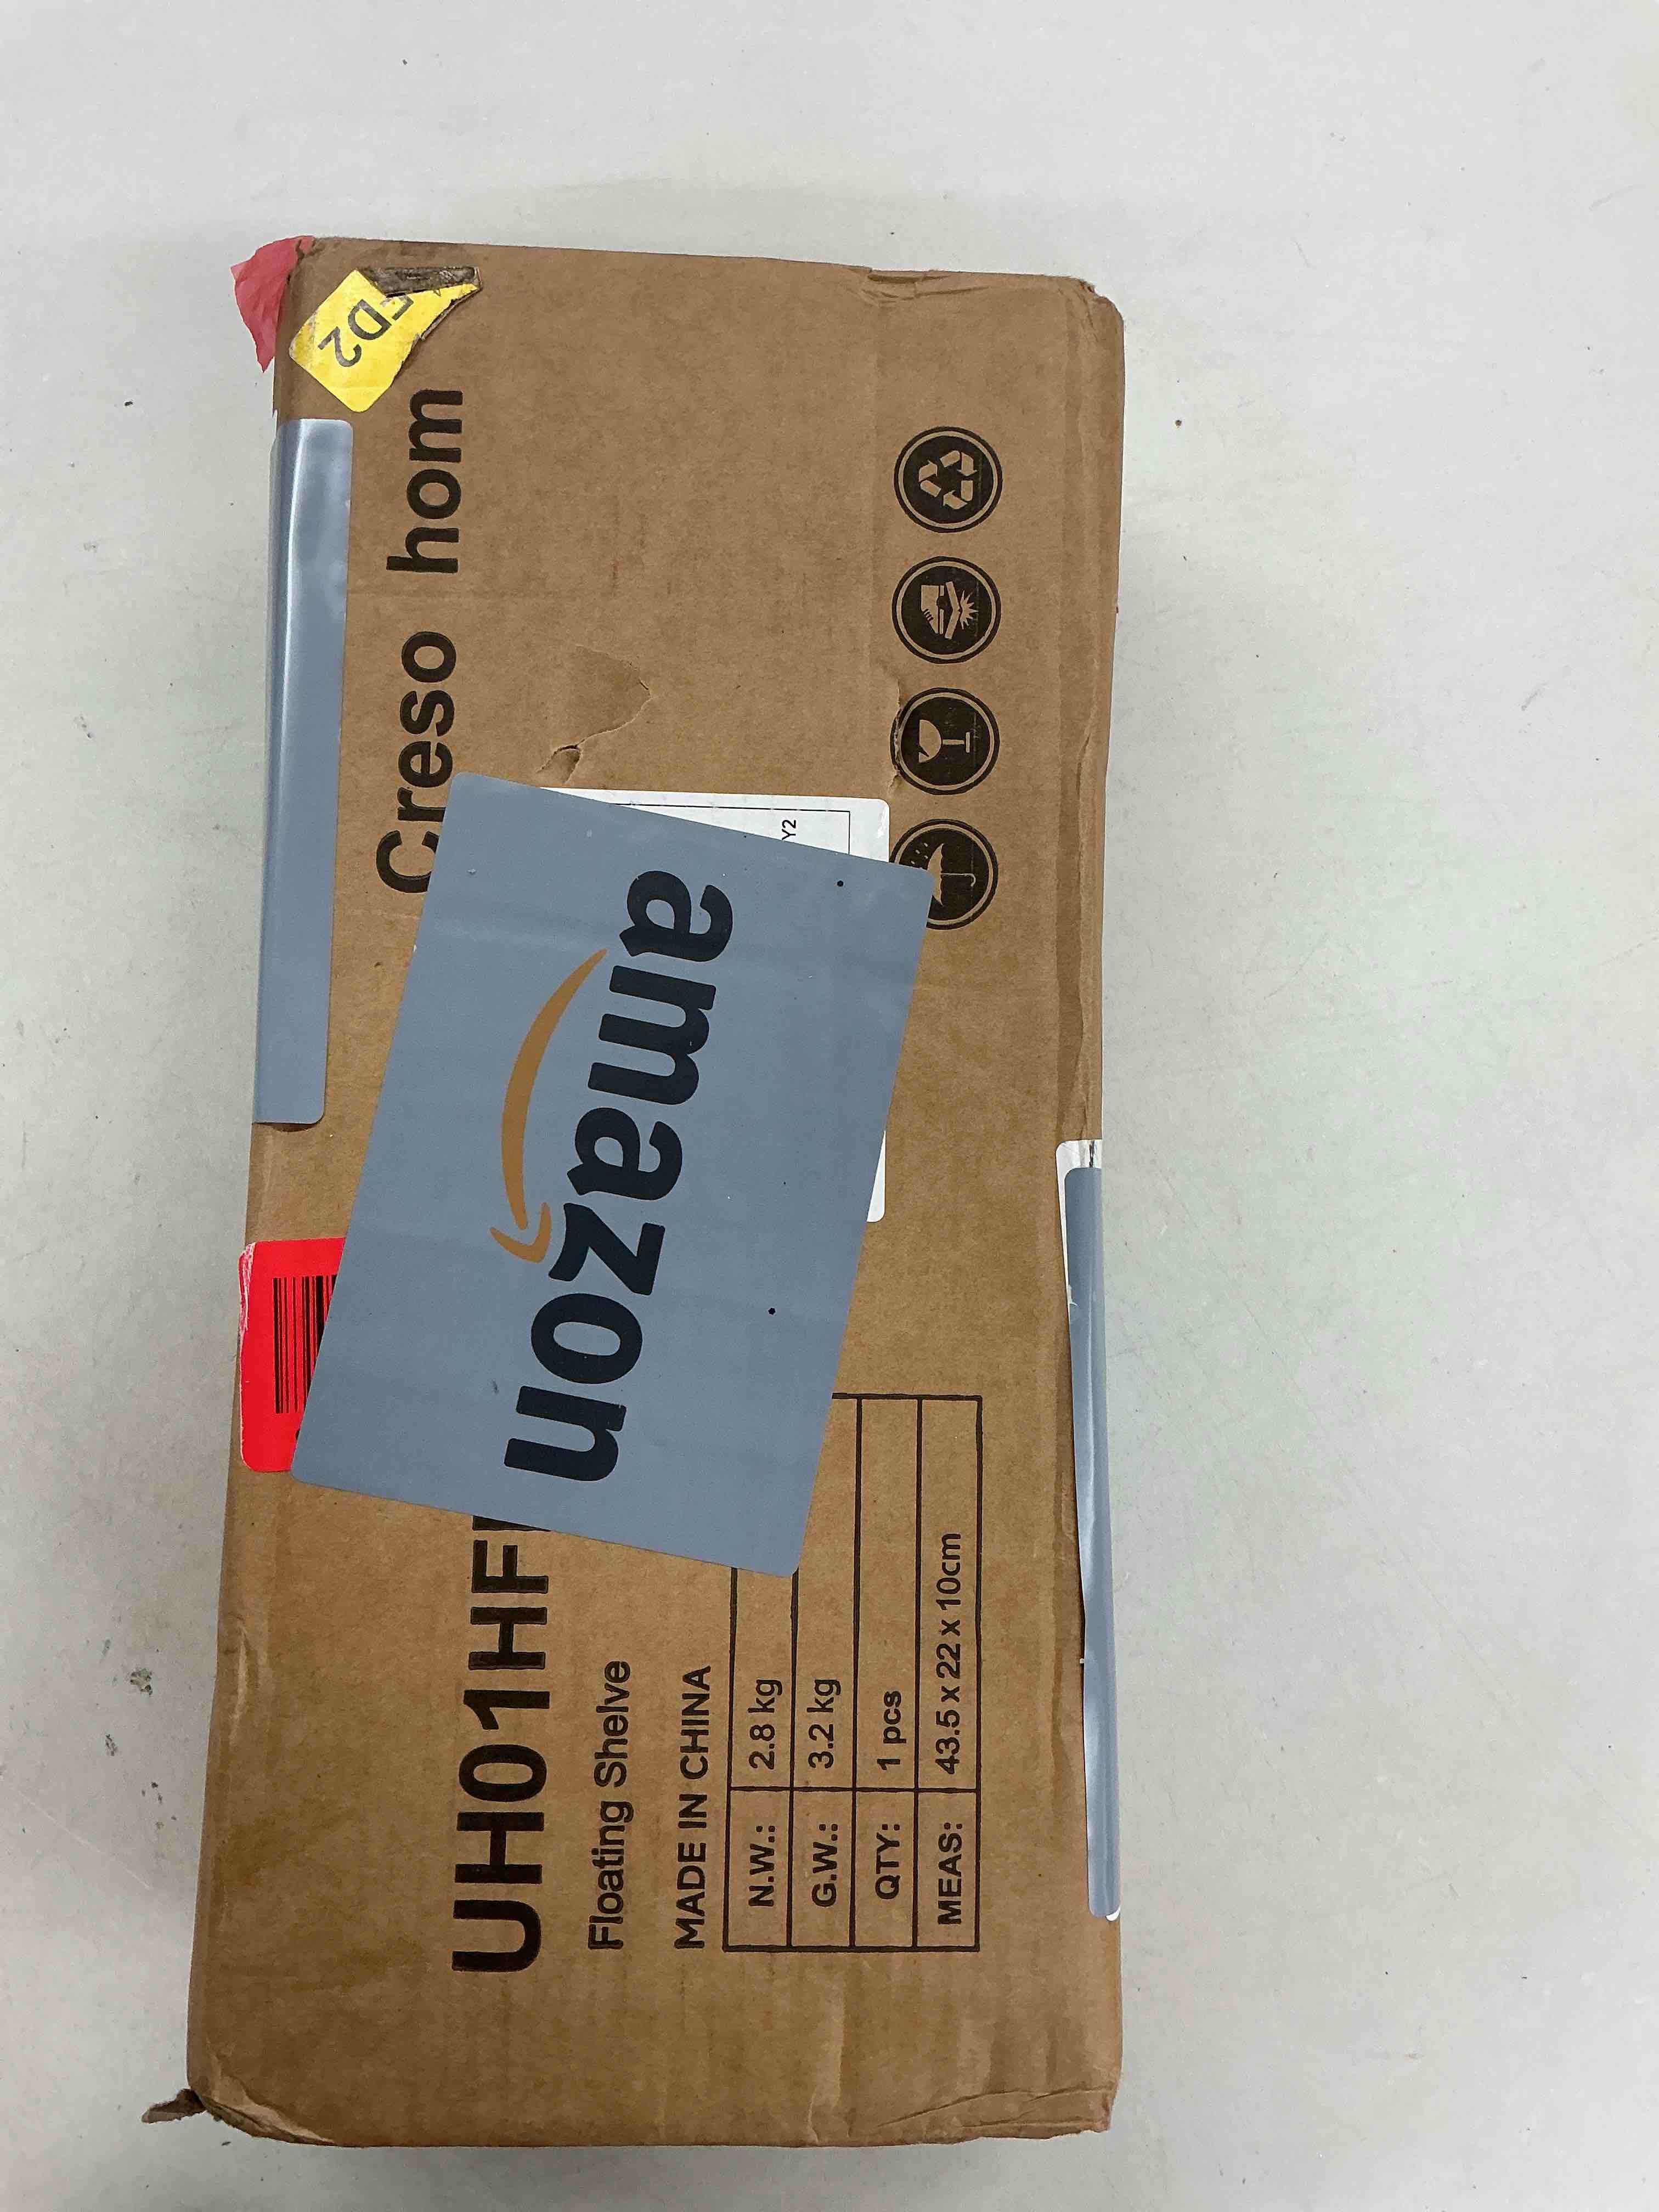 FD2
Creso hom
Y2
amazon
UH01HF
Floating Shelve
MADE IN CHINA
N.W.: 2.8 kg
G.W.: 3.2 kg
QTY: 1 pcs
MEAS: 43.5 x 22 x 10cm